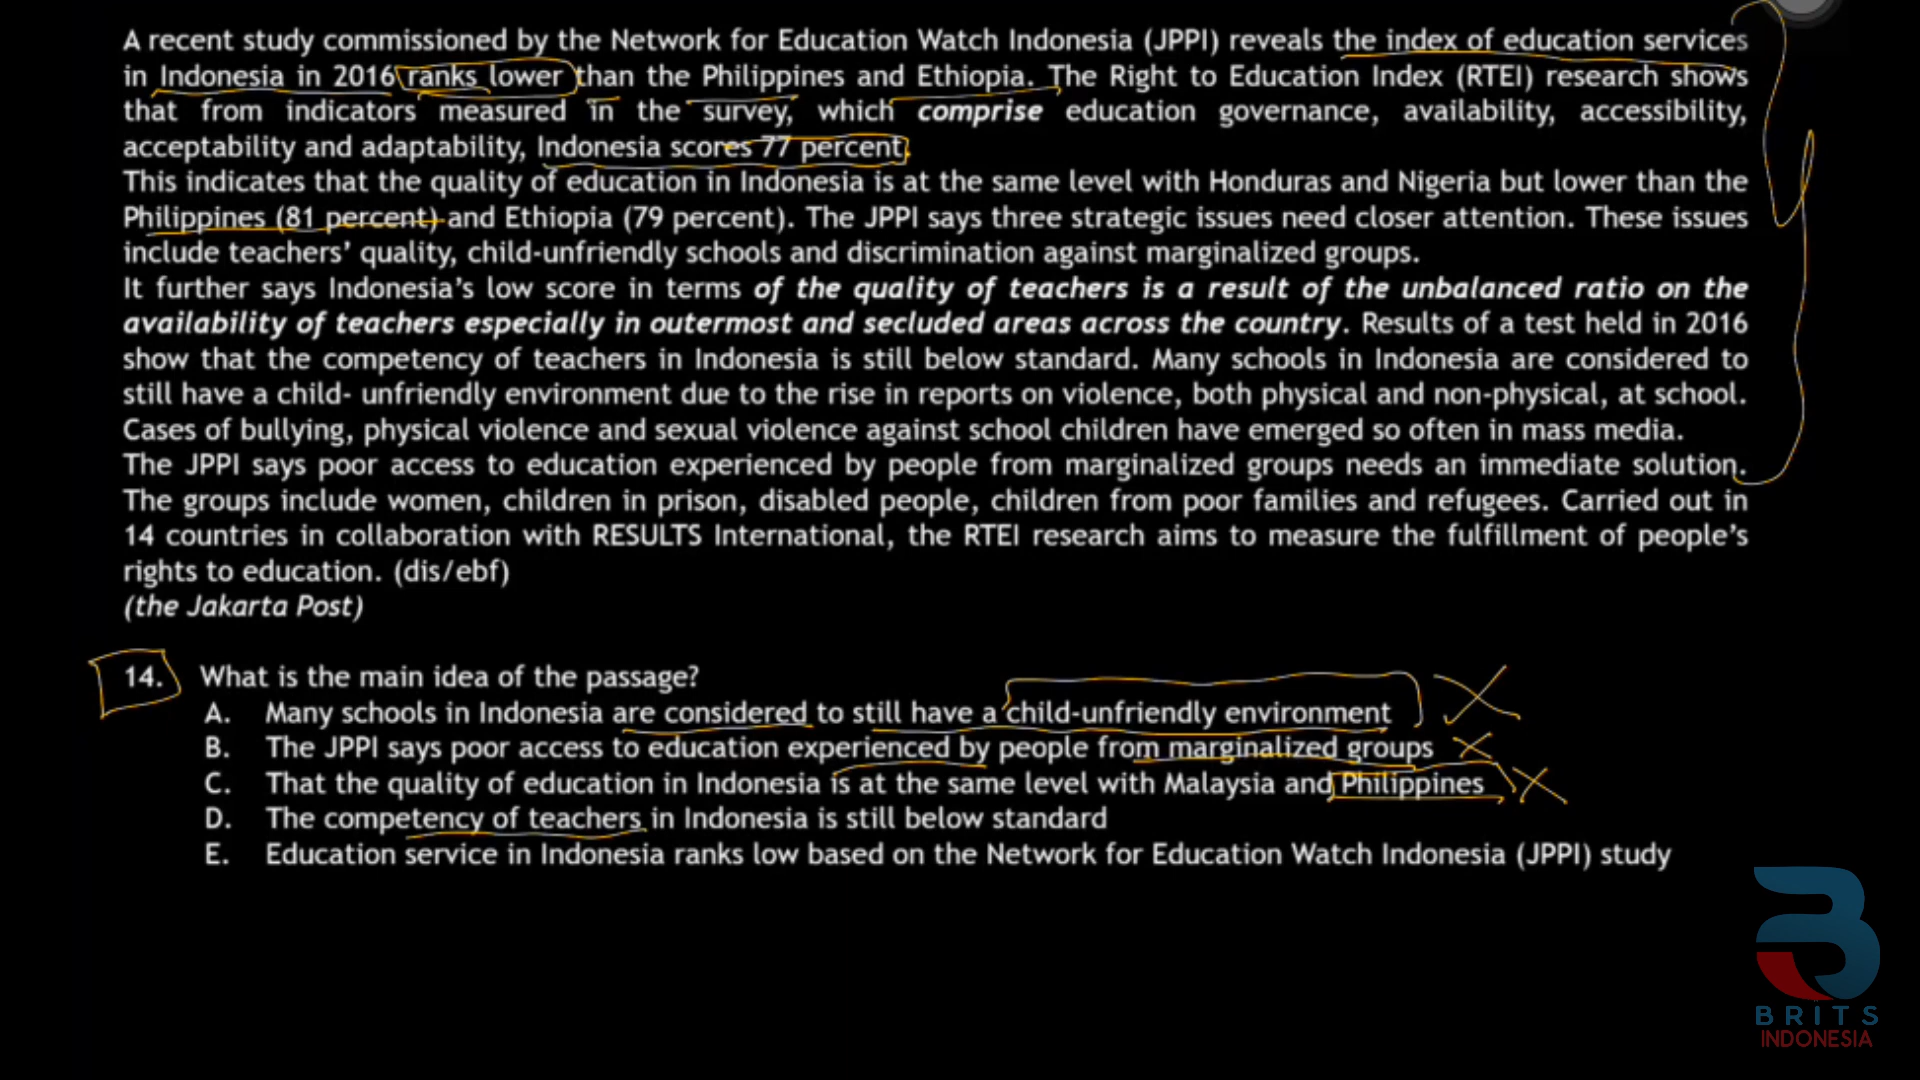 A recent study commissioned by the Network for Education Watch Indonesia (JPPI) reveals the index of education services
in Indonesia in 2016 ranks lower than the Philippines and Ethiopia. The Right to Education Index (RTEI) research shows
that from indicators measured in the survey, which comprise education governance, availability, accessibility,
acceptability and adaptability, Indonesia scores 77 percent.
This indicates that the quality of education in Indonesia is at the same level with Honduras and Nigeria but lower than the
Philippines (81 percent) and Ethiopia (79 percent). The JPPI says three strategic issues need closer attention. These issues
include teachers’ quality, child-unfriendly schools and discrimination against marginalized groups.
It further says Indonesia’s low score in terms of the quality of teachers is a result of the unbalanced ratio on the
availability of teachers especially in outermost and secluded areas across the country. Results of a test held in 2016
show that the competency of teachers in Indonesia is still below standard. Many schools in Indonesia are considered to
still have a child- unfriendly environment due to the rise in reports on violence, both physical and non-physical, at school.
Cases of bullying, physical violence and sexual violence against school children have emerged so often in mass media.
The JPPI says poor access to education experienced by people from marginalized groups needs an immediate solution.
The groups include women, children in prison, disabled people, children from poor families and refugees. Carried out in
14 countries in collaboration with RESULTS International, the RTEI research aims to measure the fulfillment of people’s
rights to education. (dis/ebf)
(the Jakarta Post)
14. What is the main idea of the passage?
A. Many schools in Indonesia are considered to still have a child-unfriendly environment
B. The JPPI says poor access to education experienced by people from marginalized groups
C. That the quality of education in Indonesia is at the same level with Malaysia and Philippines
D. The competency of teachers in Indonesia is still below standard
E. Education service in Indonesia ranks low based on the Network for Education Watch Indonesia (JPPI) study
BRITS
INDONESIA